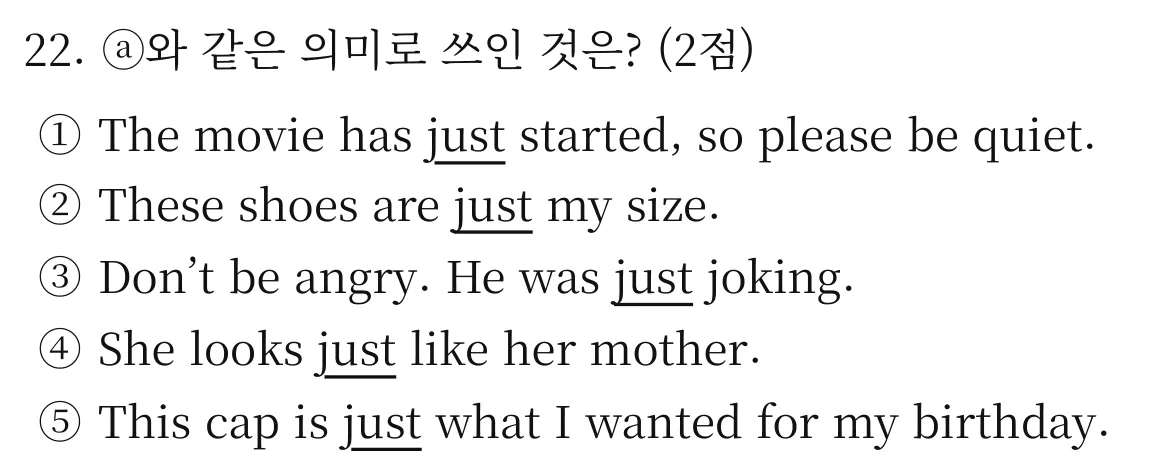 22. ⓐ와 같은 의미로 쓰인 것은? (2점)
① The movie has just started, so please be quiet.
② These shoes are just my size.
③ Don’t be angry. He was just joking.
④ She looks just like her mother.
⑤ This cap is just what I wanted for my birthday.